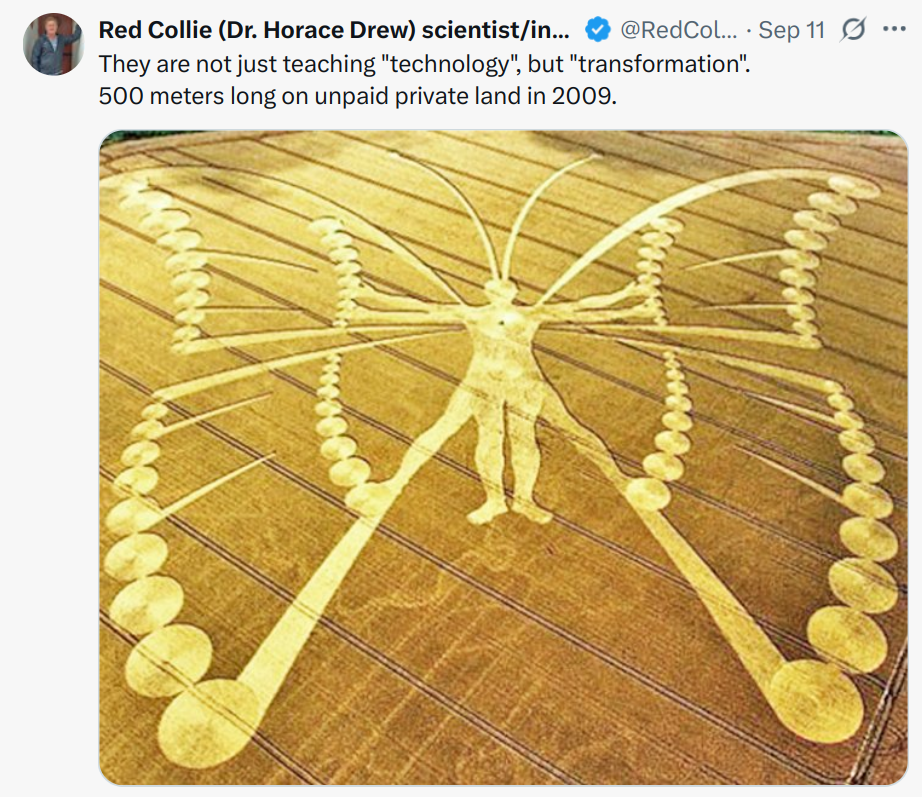 Red Collie (Dr. Horace Drew) scientist/in... @RedCol... · Sep 11
They are not just teaching "technology", but "transformation".
500 meters long on unpaid private land in 2009.